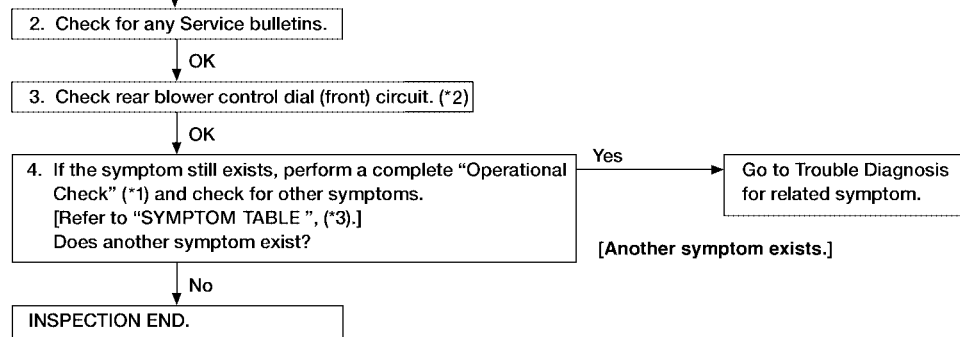 2. Check for any Service bulletins.
OK
3. Check rear blower control dial (front) circuit. (*2)
OK
4. If the symptom still exists, perform a complete “Operational
Check” (*1) and check for other symptoms.
[Refer to “SYMPTOM TABLE ”, (*3).]
Does another symptom exist?
Yes
Go to Trouble Diagnosis
for related symptom.
[Another symptom exists.]
No
INSPECTION END.